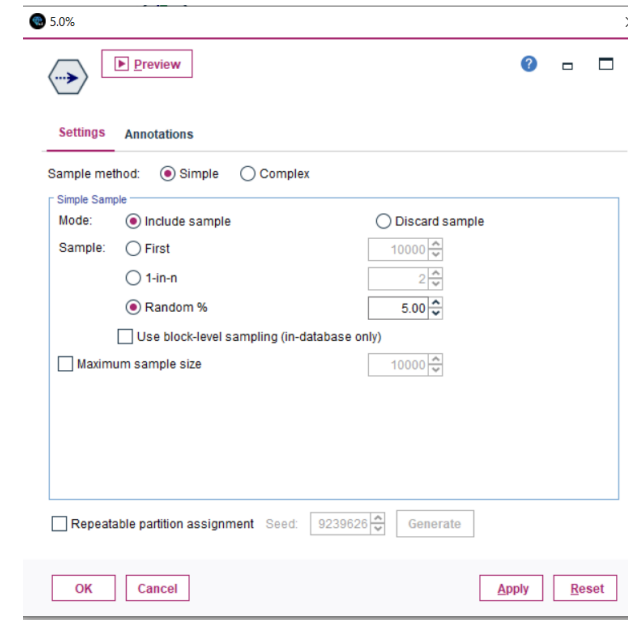 5.0%
Preview
?
Settings Annotations
Sample method: Simple Complex
Simple Sample
Mode: Include sample Discard sample
Sample: First 10000
1-in-n 2
Random % 5.00
Use block-level sampling (in-database only)
Maximum sample size 10000
Repeatable partition assignment Seed: 9239626 Generate
OK Cancel Apply Reset